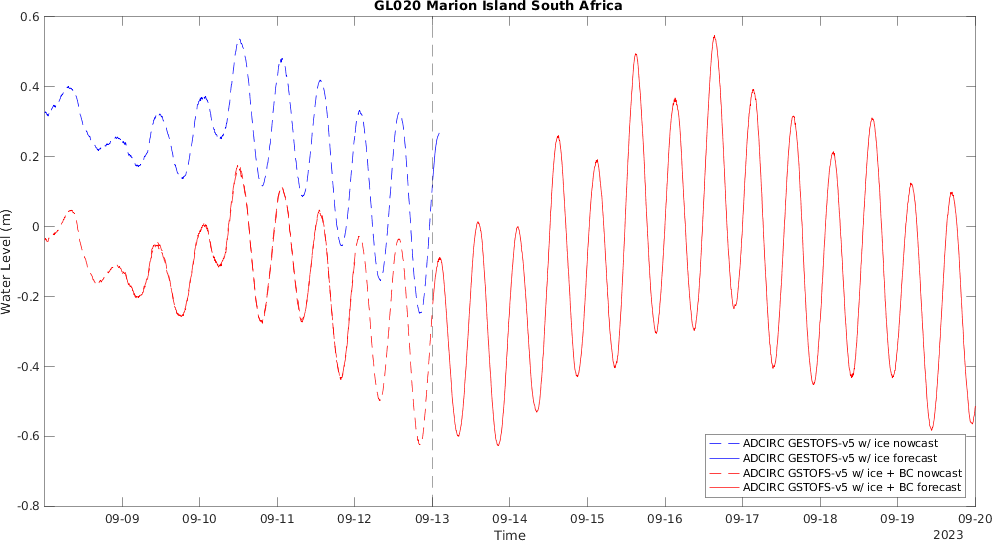 GL020 Marion Island South Africa
0.6
0.4
0.2
0
-0.2
-0.4
-0.6
-0.8
Water Level (m)
ADCIRC GESTOFS-v5 w/ ice nowcast
ADCIRC GESTOFS-v5 w/ ice forecast
ADCIRC GSTOFS-v5 w/ ice + BC nowcast
ADCIRC GSTOFS-v5 w/ ice + BC forecast
09-09 09-10 09-11 09-12 09-13 09-14 09-15 09-16 09-17 09-18 09-19 09-20
Time
2023